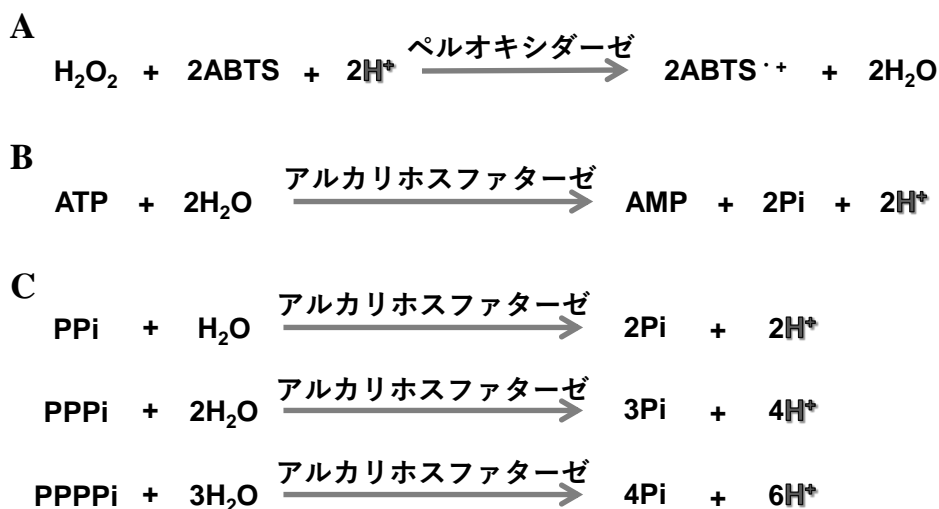 A
ペルオキシダーゼ
H₂O₂ + 2ABTS + 2H⁺ 2ABTS・⁺ + 2H₂O
B
アルカリホスファターゼ
ATP + 2H₂O AMP + 2Pi + 2H⁺
C
アルカリホスファターゼ
PPi + H₂O 2Pi + 2H⁺
アルカリホスファターゼ
PPPi + 2H₂O 3Pi + 4H⁺
アルカリホスファターゼ
PPPPi + 3H₂O 4Pi + 6H⁺